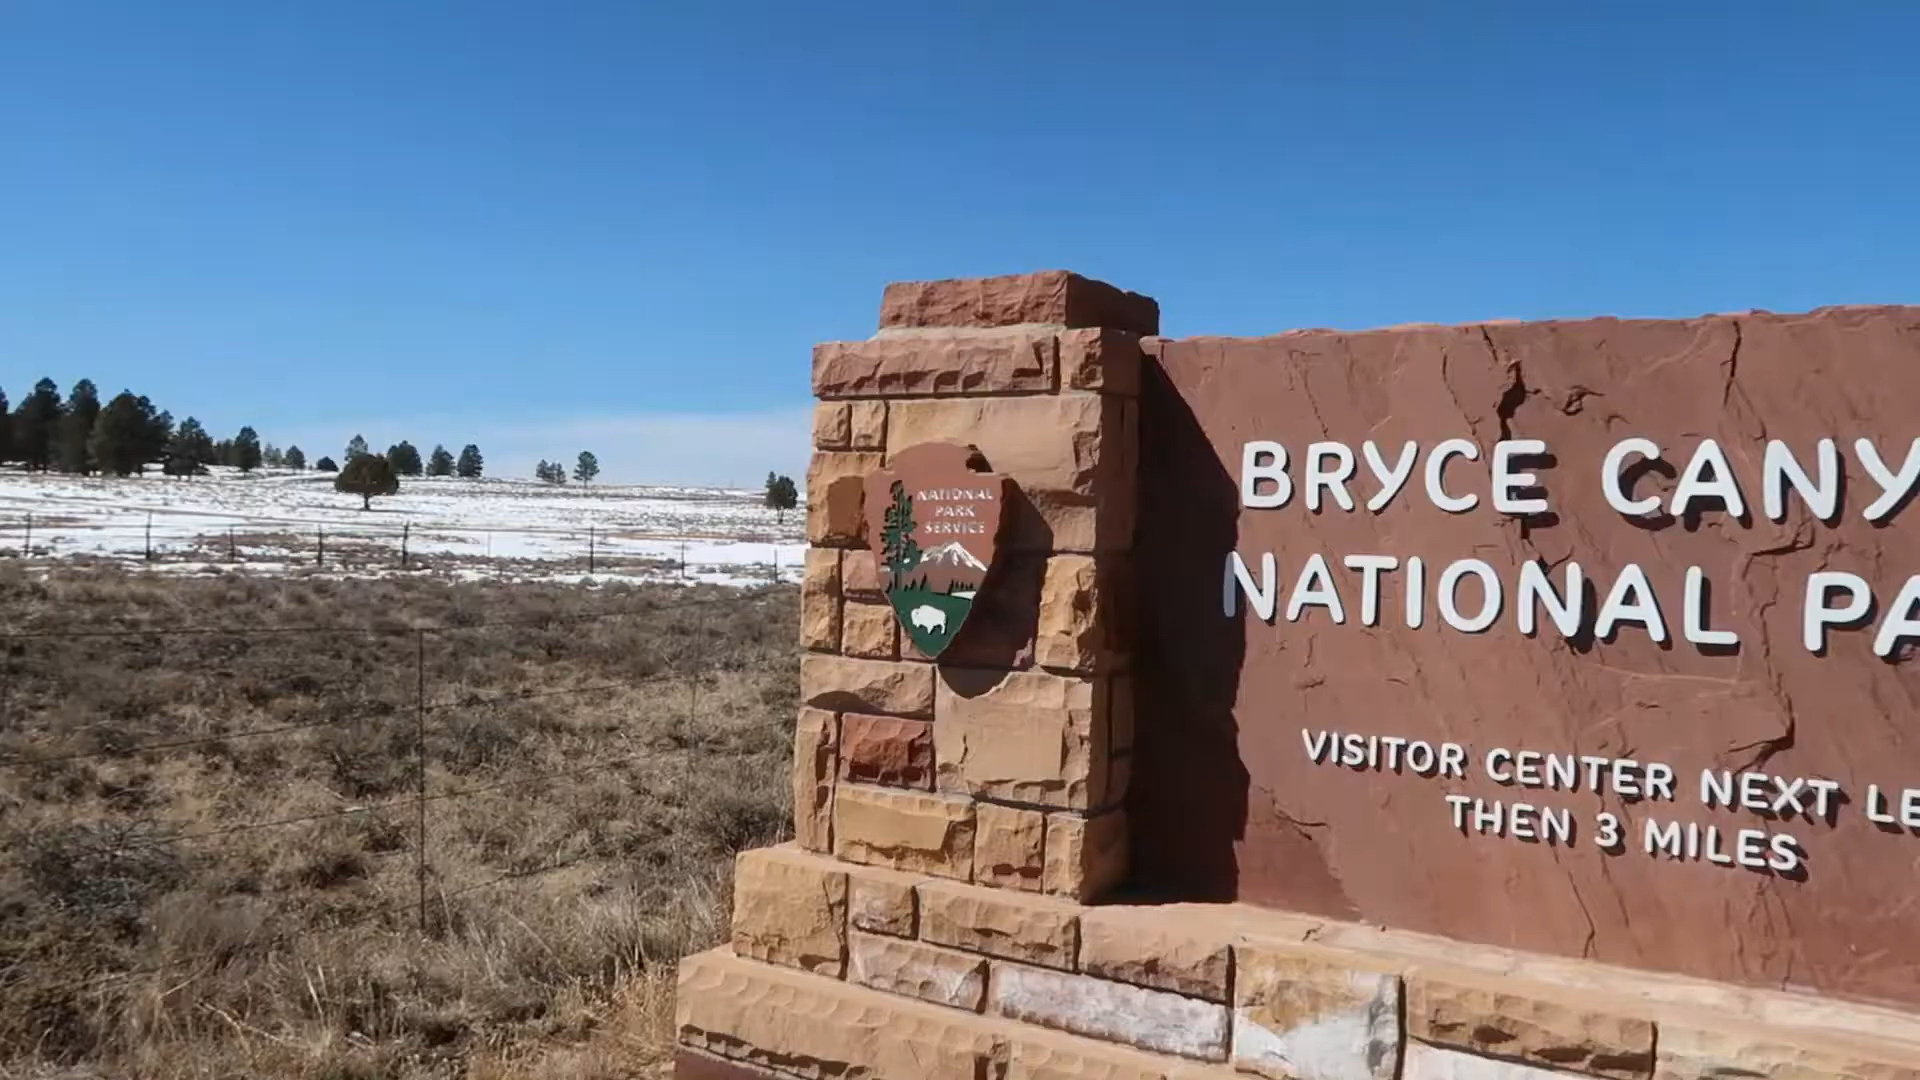 NATIONAL
PARK
SERVICE
BRYCE CANY
NATIONAL PA
VISITOR CENTER NEXT LE
THEN 3 MILES